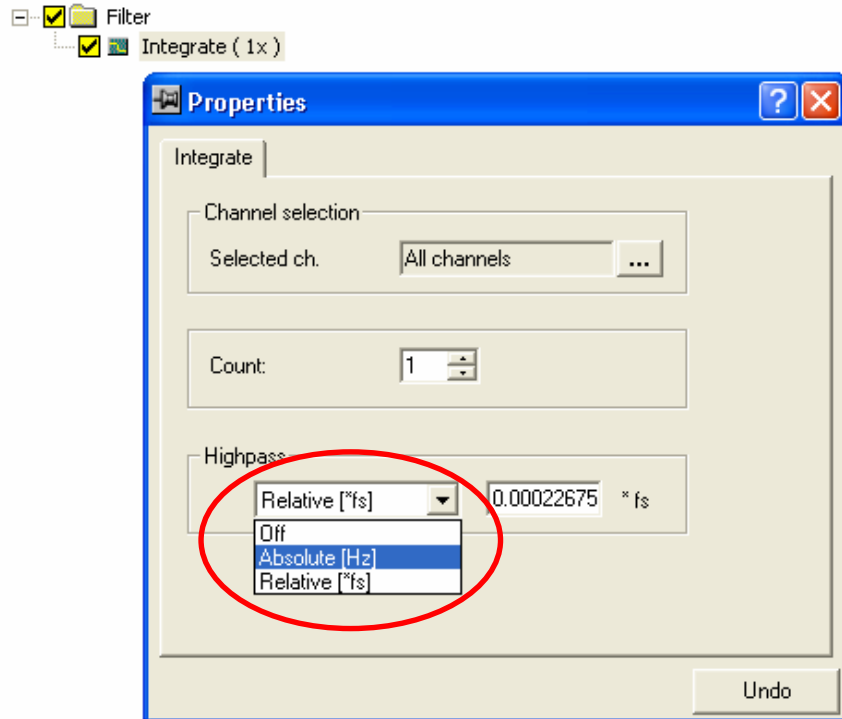 Filter
Integrate ( 1x )
Properties
?
Integrate
Channel selection
Selected ch. All channels ...
Count: 1
Highpass
Relative [*fs] 0.00022675 * fs
Off
Absolute [Hz]
Relative [*fs]
Undo